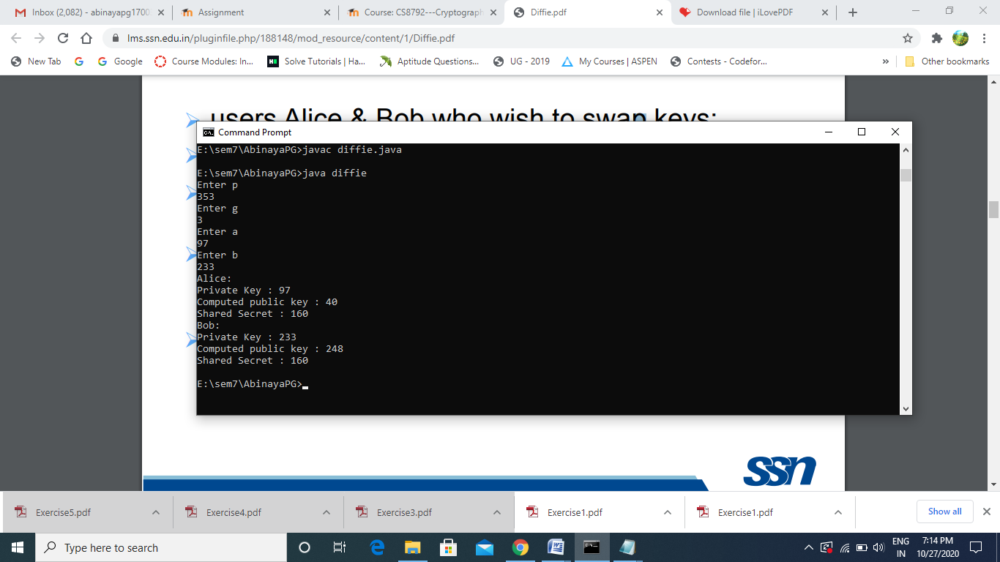 Inbox (2,082) - abinayapg1700
Assignment
Course: CS8792---Cryptograph
Diffie.pdf
Download file | iLovePDF
lms.ssn.edu.in/pluginfile.php/188148/mod_resource/content/1/Diffie.pdf
New Tab
Google
Course Modules: In...
Solve Tutorials | Ha...
Aptitude Questions...
UG - 2019
My Courses | ASPEN
Contests - Codefor...
»
Other bookmarks
users Alice & Bob who wish to swap keys:
Command Prompt
E:\sem7\AbinayaPG>javac diffie.java
E:\sem7\AbinayaPG>java diffie
Enter p
353
Enter g
3
Enter a
97
Enter b
233
Alice:
Private Key : 97
Computed public key : 40
Shared Secret : 160
Bob:
Private Key : 233
Computed public key : 248
Shared Secret : 160
E:\sem7\AbinayaPG>
ssn
Exercise5.pdf
Exercise4.pdf
Exercise3.pdf
Exercise1.pdf
Exercise1.pdf
Show all
Type here to search
ENG
IN
7:14 PM
10/27/2020